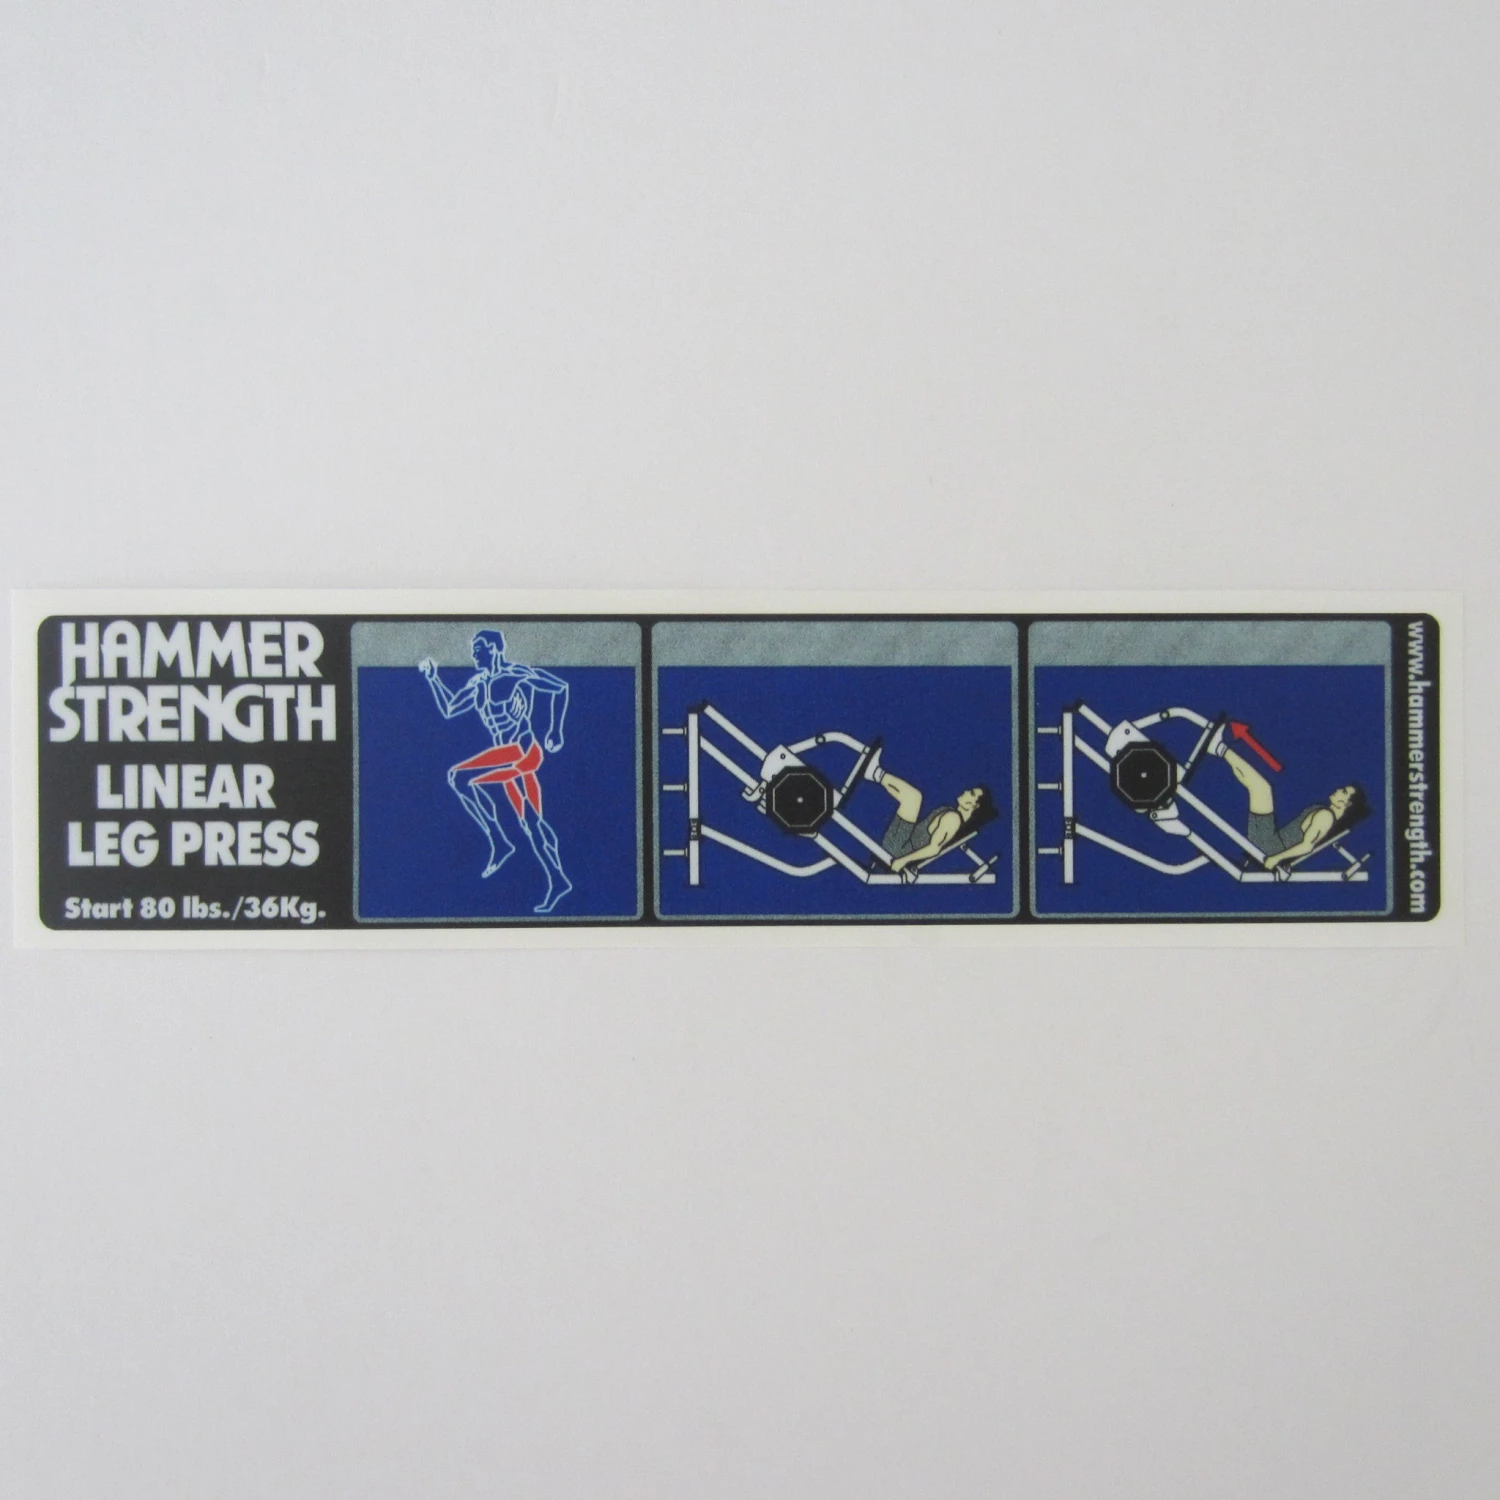 HAMMER
STRENGTH
LINEAR
LEG PRESS
Start 80 lbs./36Kg.
www.hammerstrength.com